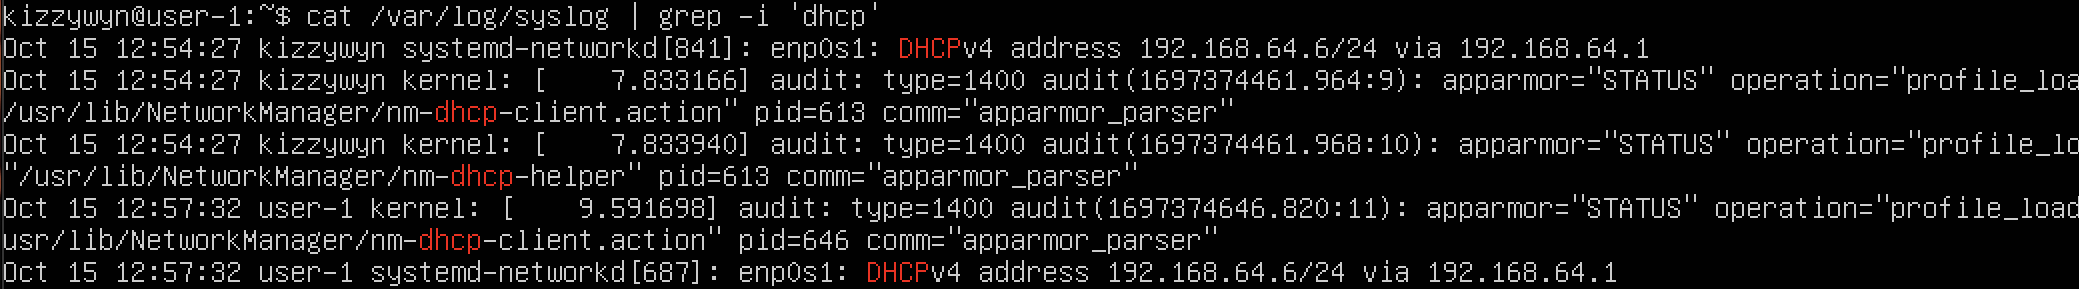 kizzywyn@user-1:~$ cat /var/log/syslog | grep -i 'dhcp'
Oct 15 12:54:27 kizzywyn systemd-networkd[841]: enp0s1: DHCPv4 address 192.168.64.6/24 via 192.168.64.1
Oct 15 12:54:27 kizzywyn kernel: [    7.833166] audit: type=1400 audit(1697374461.964:9): apparmor="STATUS" operation="profile_loa
/usr/lib/NetworkManager/nm-dhcp-client.action" pid=613 comm="apparmor_parser"
Oct 15 12:54:27 kizzywyn kernel: [    7.833940] audit: type=1400 audit(1697374461.968:10): apparmor="STATUS" operation="profile_lo
"/usr/lib/NetworkManager/nm-dhcp-helper" pid=613 comm="apparmor_parser"
Oct 15 12:57:32 user-1 kernel: [    9.591698] audit: type=1400 audit(1697374646.820:11): apparmor="STATUS" operation="profile_load
usr/lib/NetworkManager/nm-dhcp-client.action" pid=646 comm="apparmor_parser"
Oct 15 12:57:32 user-1 systemd-networkd[687]: enp0s1: DHCPv4 address 192.168.64.6/24 via 192.168.64.1